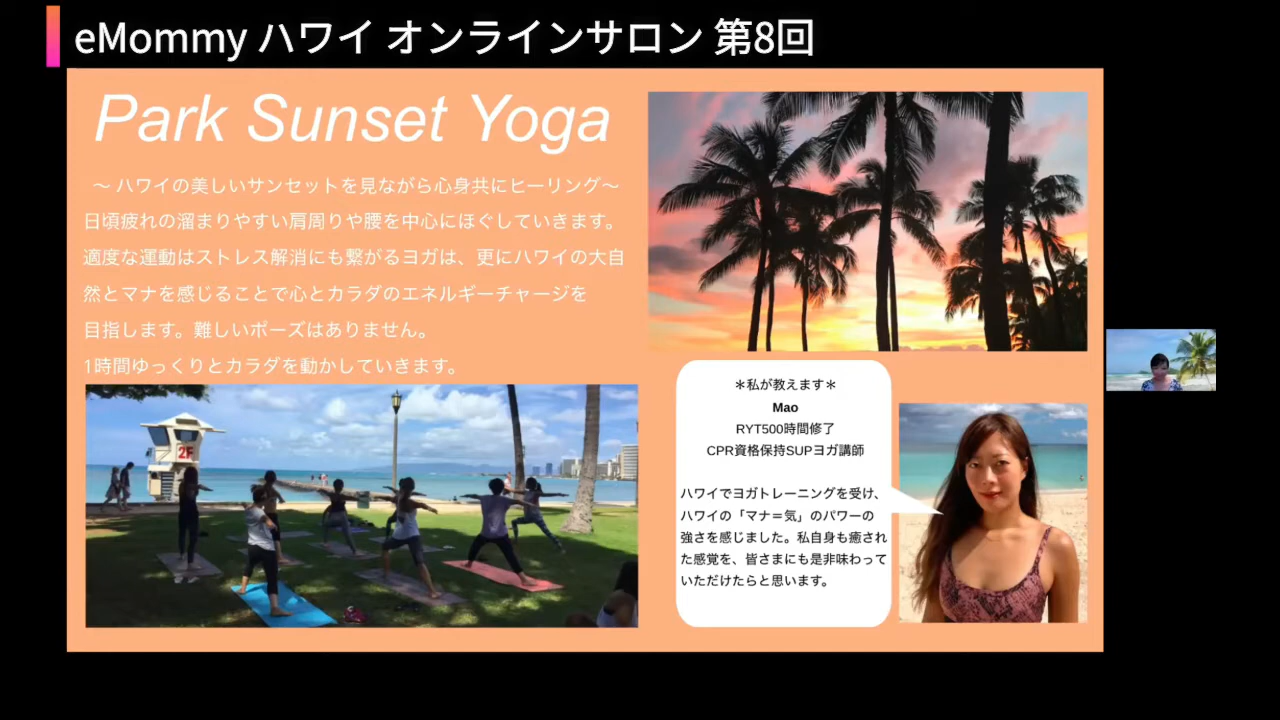 eMommy ハワイ オンラインサロン 第8回
Park Sunset Yoga
～ ハワイの美しいサンセットを見ながら心身共にヒーリング～
日頃疲れの溜まりやすい肩周りや腰を中心にほぐしていきます。
適度な運動はストレス解消にも繋がるヨガは、更にハワイの大自
然とマナを感じることで心とカラダのエネルギーチャージを
目指します。難しいポーズはありません。
1時間ゆっくりとカラダを動かしていきます。
2F
＊私が教えます＊
Mao
RYT500時間修了
CPR資格保持SUPヨガ講師
ハワイでヨガトレーニングを受け、
ハワイの「マナ＝気」のパワーの
強さを感じました。私自身も癒され
た感覚を、皆さまにも是非味わって
いただけたらと思います。